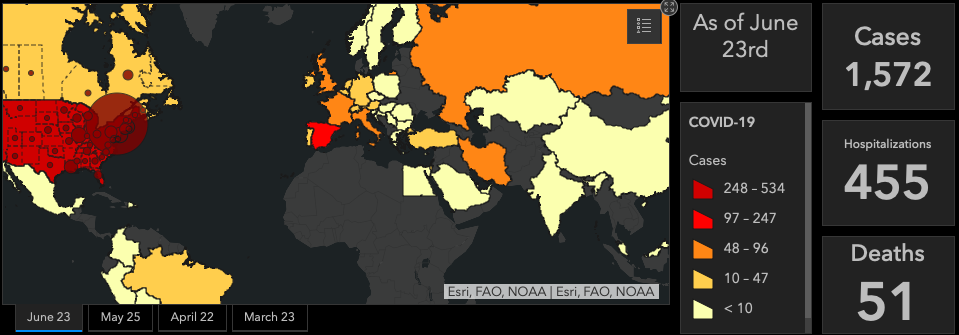 As of June
23rd
Cases
1,572
COVID-19
Cases
248 – 534
97 – 247
48 – 96
10 – 47
< 10
Hospitalizations
455
Deaths
51
Esri, FAO, NOAA | Esri, FAO, NOAA
June 23
May 25
April 22
March 23